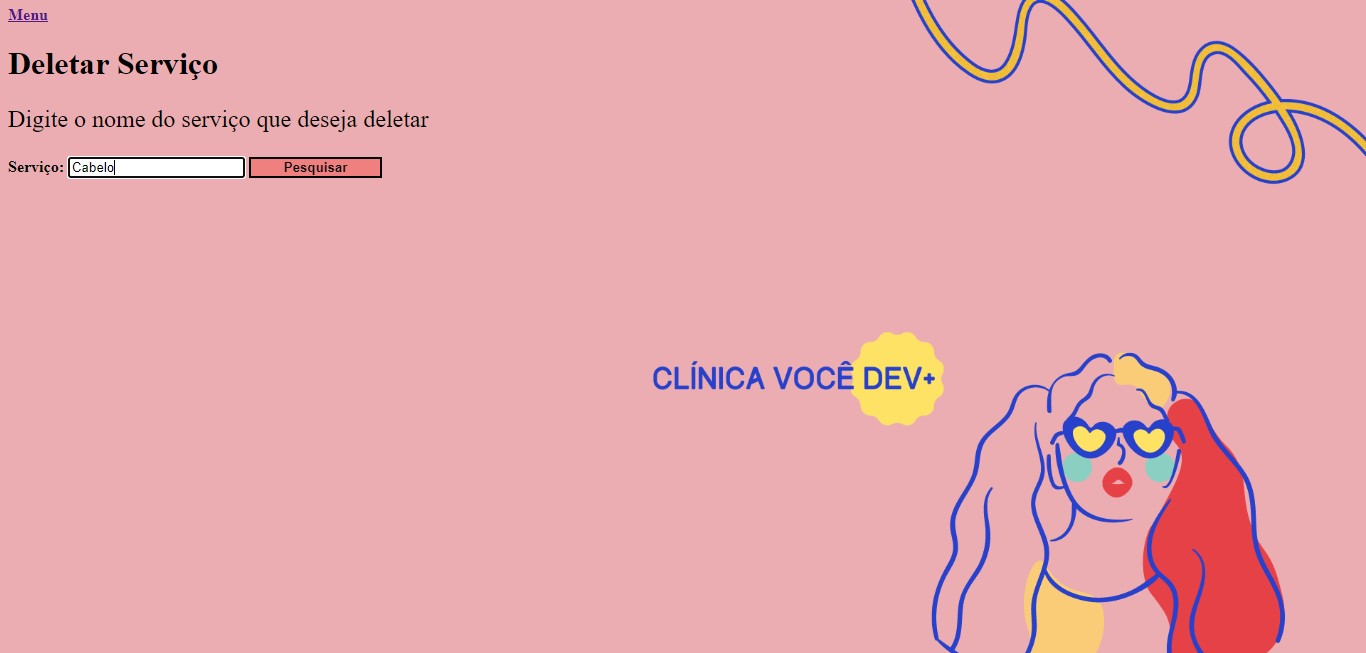 Menu
Deletar Serviço
Digite o nome do serviço que deseja deletar
Serviço: Cabelo Pesquisar
CLÍNICA VOCÊ DEV+